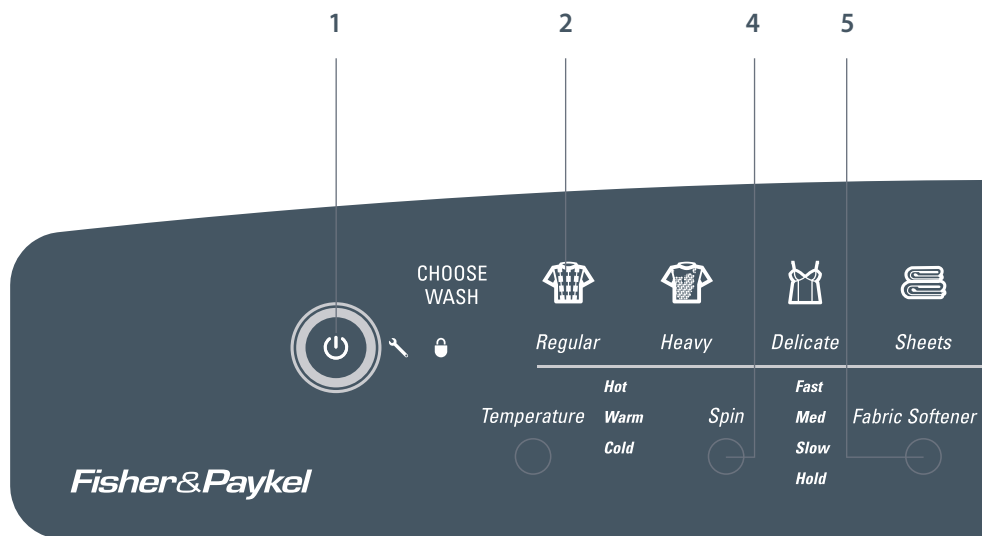 1 2 4 5
CHOOSE
WASH
Regular Heavy Delicate Sheets
Hot Fast
Temperature Warm Spin Med Fabric Softener
Cold Slow
Hold
Fisher&Paykel